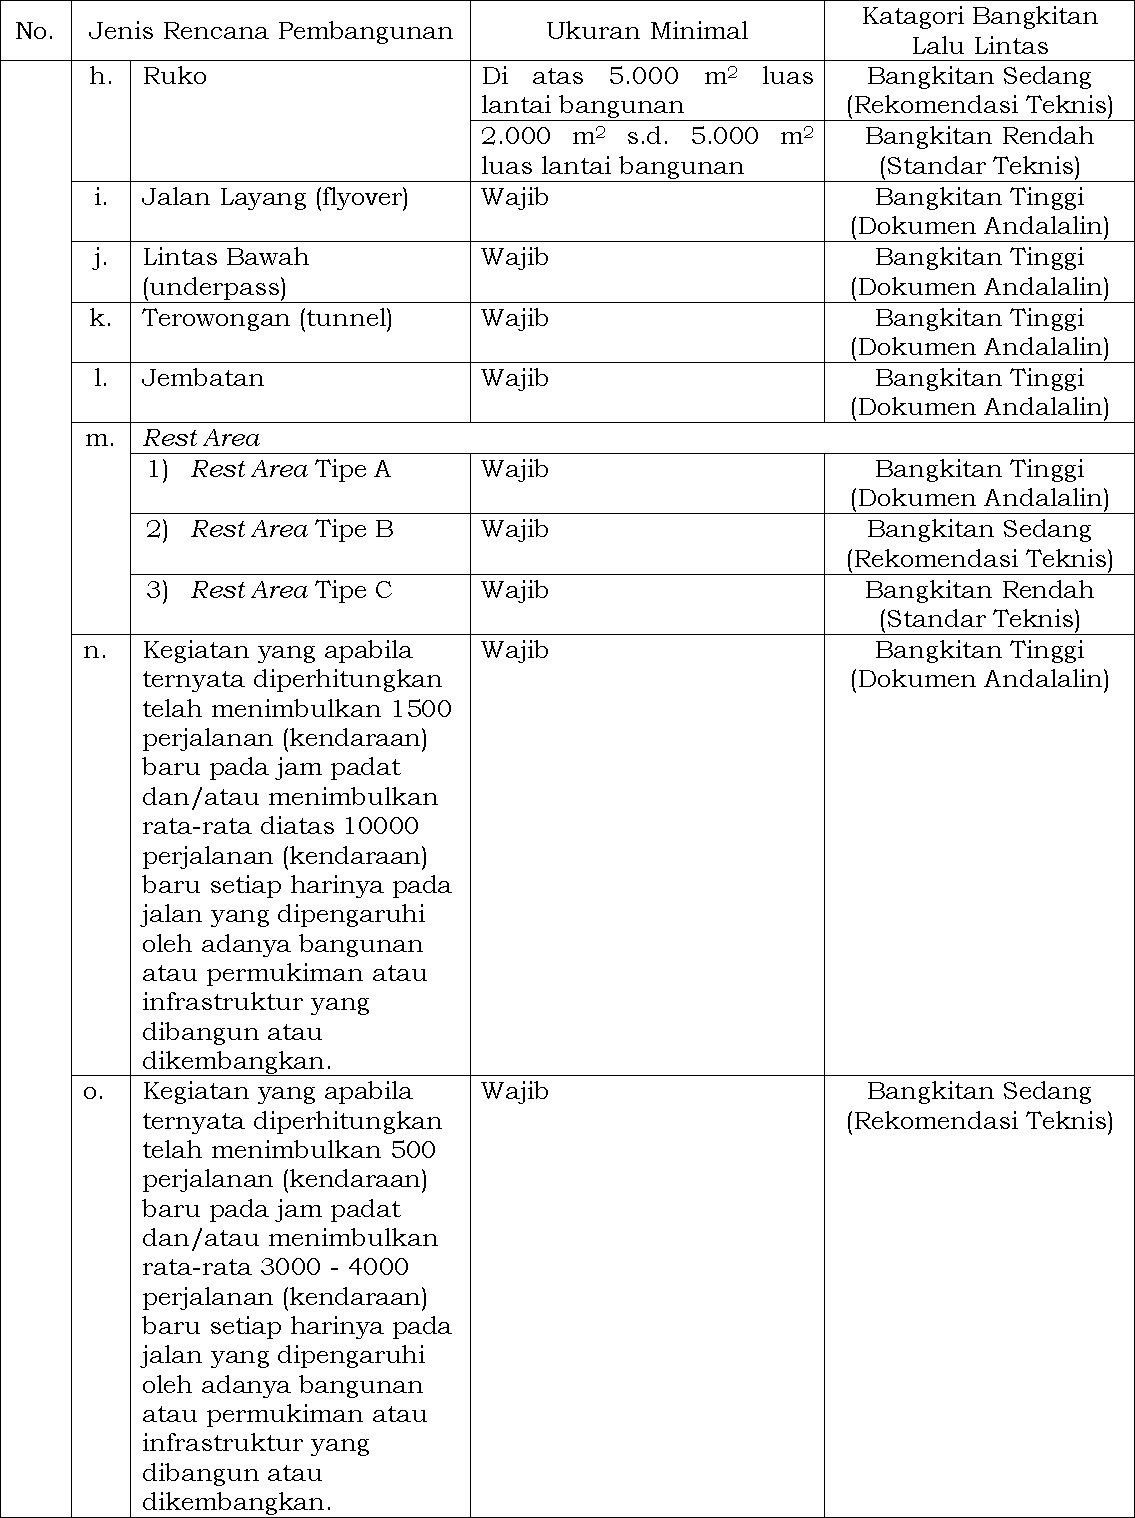 No. Jenis Rencana Pembangunan Ukuran Minimal Katagori Bangkitan
Lalu Lintas
h. Ruko Di atas 5.000 m² luas Bangkitan Sedang
lantai bangunan (Rekomendasi Teknis)
2.000 m² s.d. 5.000 m² Bangkitan Rendah
luas lantai bangunan (Standar Teknis)
i. Jalan Layang (flyover) Wajib Bangkitan Tinggi
(Dokumen Andalalin)
j. Lintas Bawah Wajib Bangkitan Tinggi
(underpass) (Dokumen Andalalin)
k. Terowongan (tunnel) Wajib Bangkitan Tinggi
(Dokumen Andalalin)
l. Jembatan Wajib Bangkitan Tinggi
(Dokumen Andalalin)
m. Rest Area
1) Rest Area Tipe A Wajib Bangkitan Tinggi
(Dokumen Andalalin)
2) Rest Area Tipe B Wajib Bangkitan Sedang
(Rekomendasi Teknis)
3) Rest Area Tipe C Wajib Bangkitan Rendah
(Standar Teknis)
n. Kegiatan yang apabila Wajib Bangkitan Tinggi
ternyata diperhitungkan (Dokumen Andalalin)
telah menimbulkan 1500
perjalanan (kendaraan)
baru pada jam padat
dan/atau menimbulkan
rata-rata diatas 10000
perjalanan (kendaraan)
baru setiap harinya pada
jalan yang dipengaruhi
oleh adanya bangunan
atau permukiman atau
infrastruktur yang
dibangun atau
dikembangkan.
o. Kegiatan yang apabila Wajib Bangkitan Sedang
ternyata diperhitungkan (Rekomendasi Teknis)
telah menimbulkan 500
perjalanan (kendaraan)
baru pada jam padat
dan/atau menimbulkan
rata-rata 3000 - 4000
perjalanan (kendaraan)
baru setiap harinya pada
jalan yang dipengaruhi
oleh adanya bangunan
atau permukiman atau
infrastruktur yang
dibangun atau
dikembangkan.